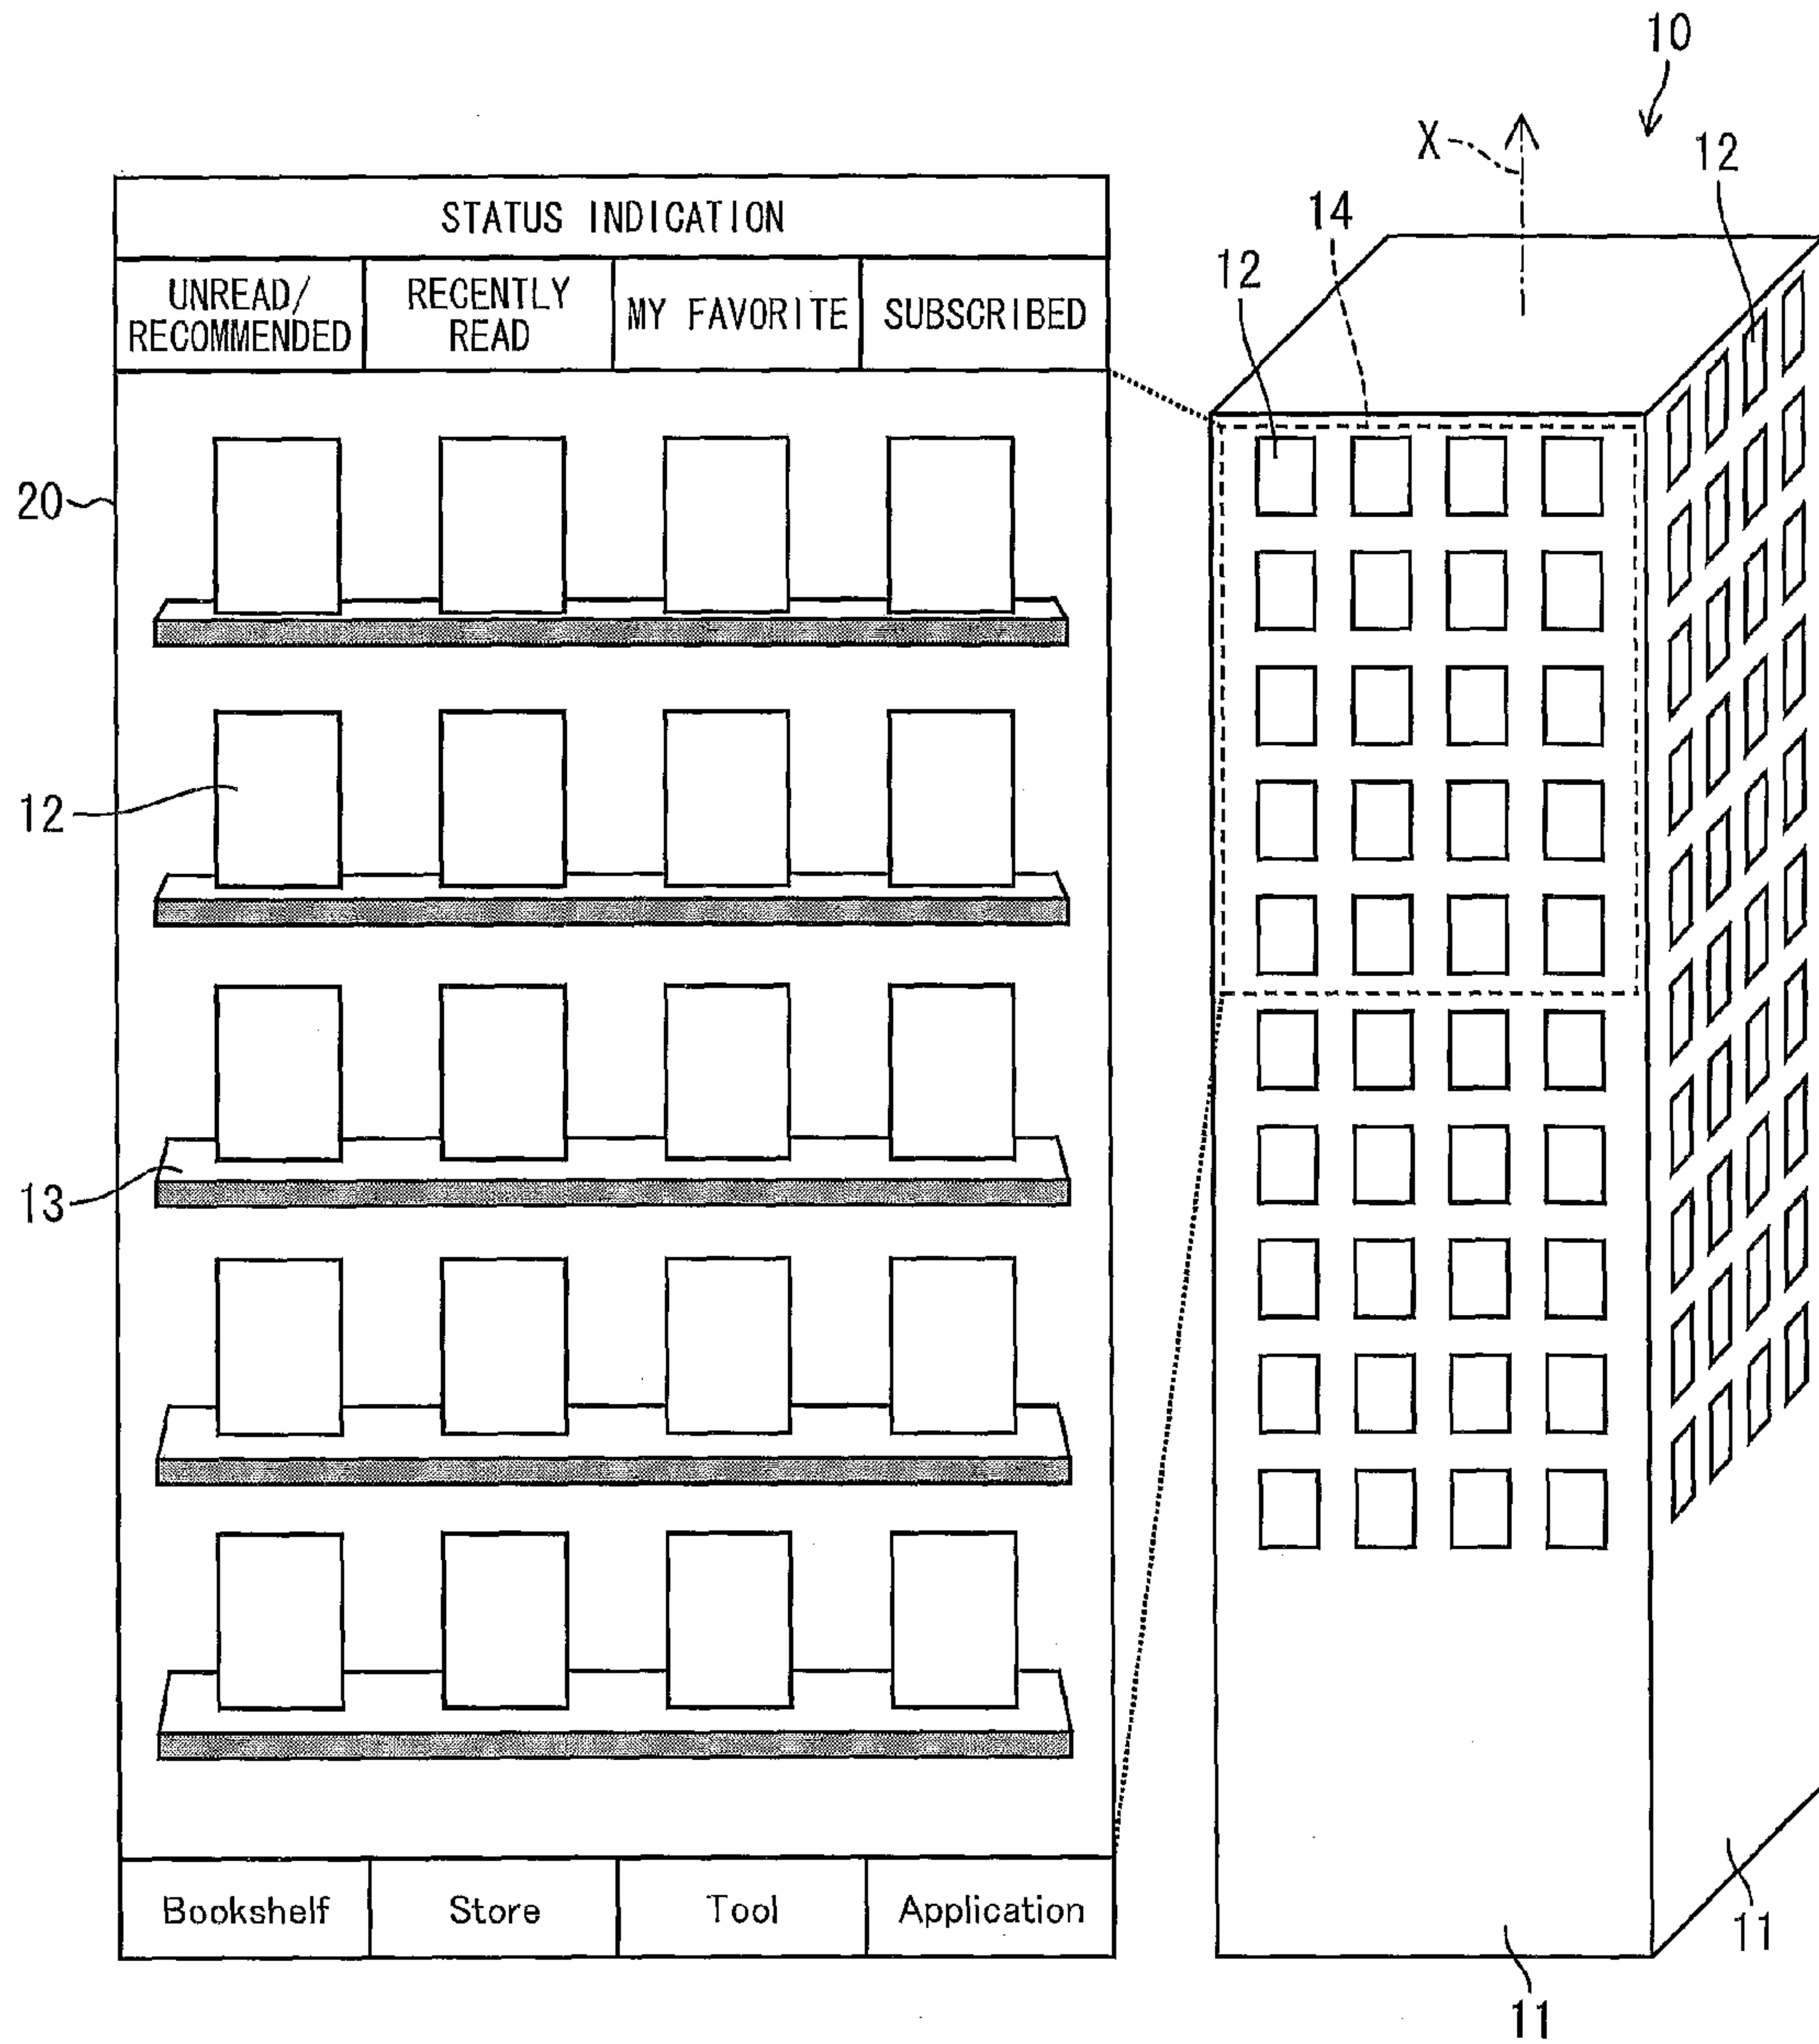 10
X
12
14
12
STATUS INDICATION
UNREAD/
RECOMMENDED
RECENTLY
READ
MY FAVORITE
SUBSCRIBED
20
12
13
Bookshelf
Store
Tool
Application
11
11